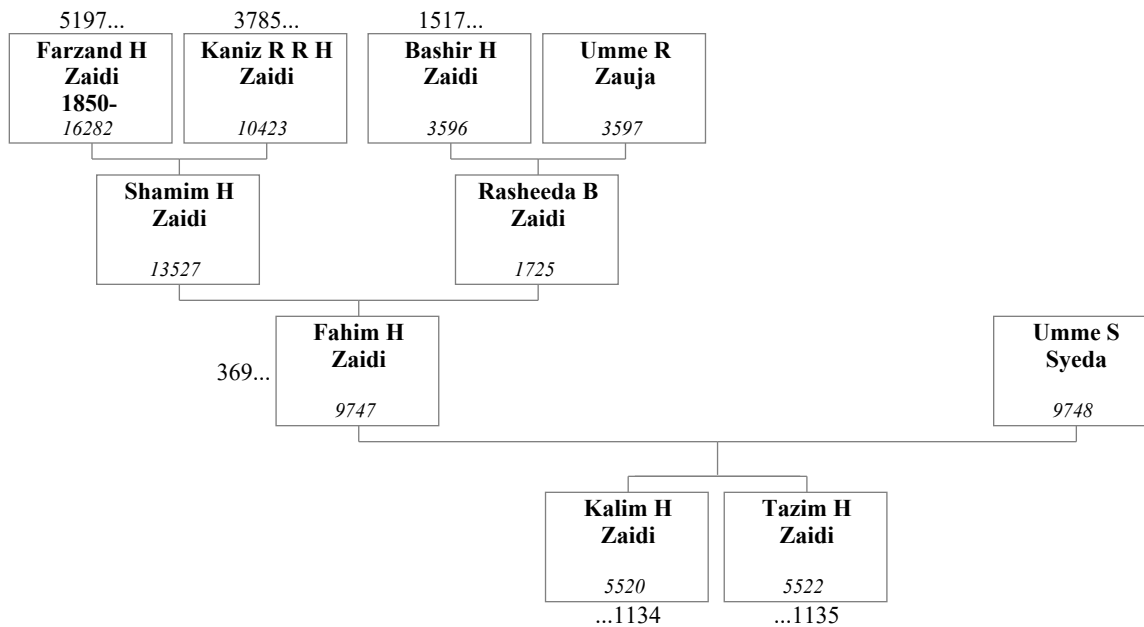 5197...
3785...
1517...
Farzand H
Zaidi
1850-
16282
Kaniz R R H
Zaidi
10423
Bashir H
Zaidi
3596
Umme R
Zauja
3597
Shamim H
Zaidi
13527
Rasheeda B
Zaidi
1725
369...
Fahim H
Zaidi
9747
Umme S
Syeda
9748
Kalim H
Zaidi
5520
...1134
Tazim H
Zaidi
5522
...1135